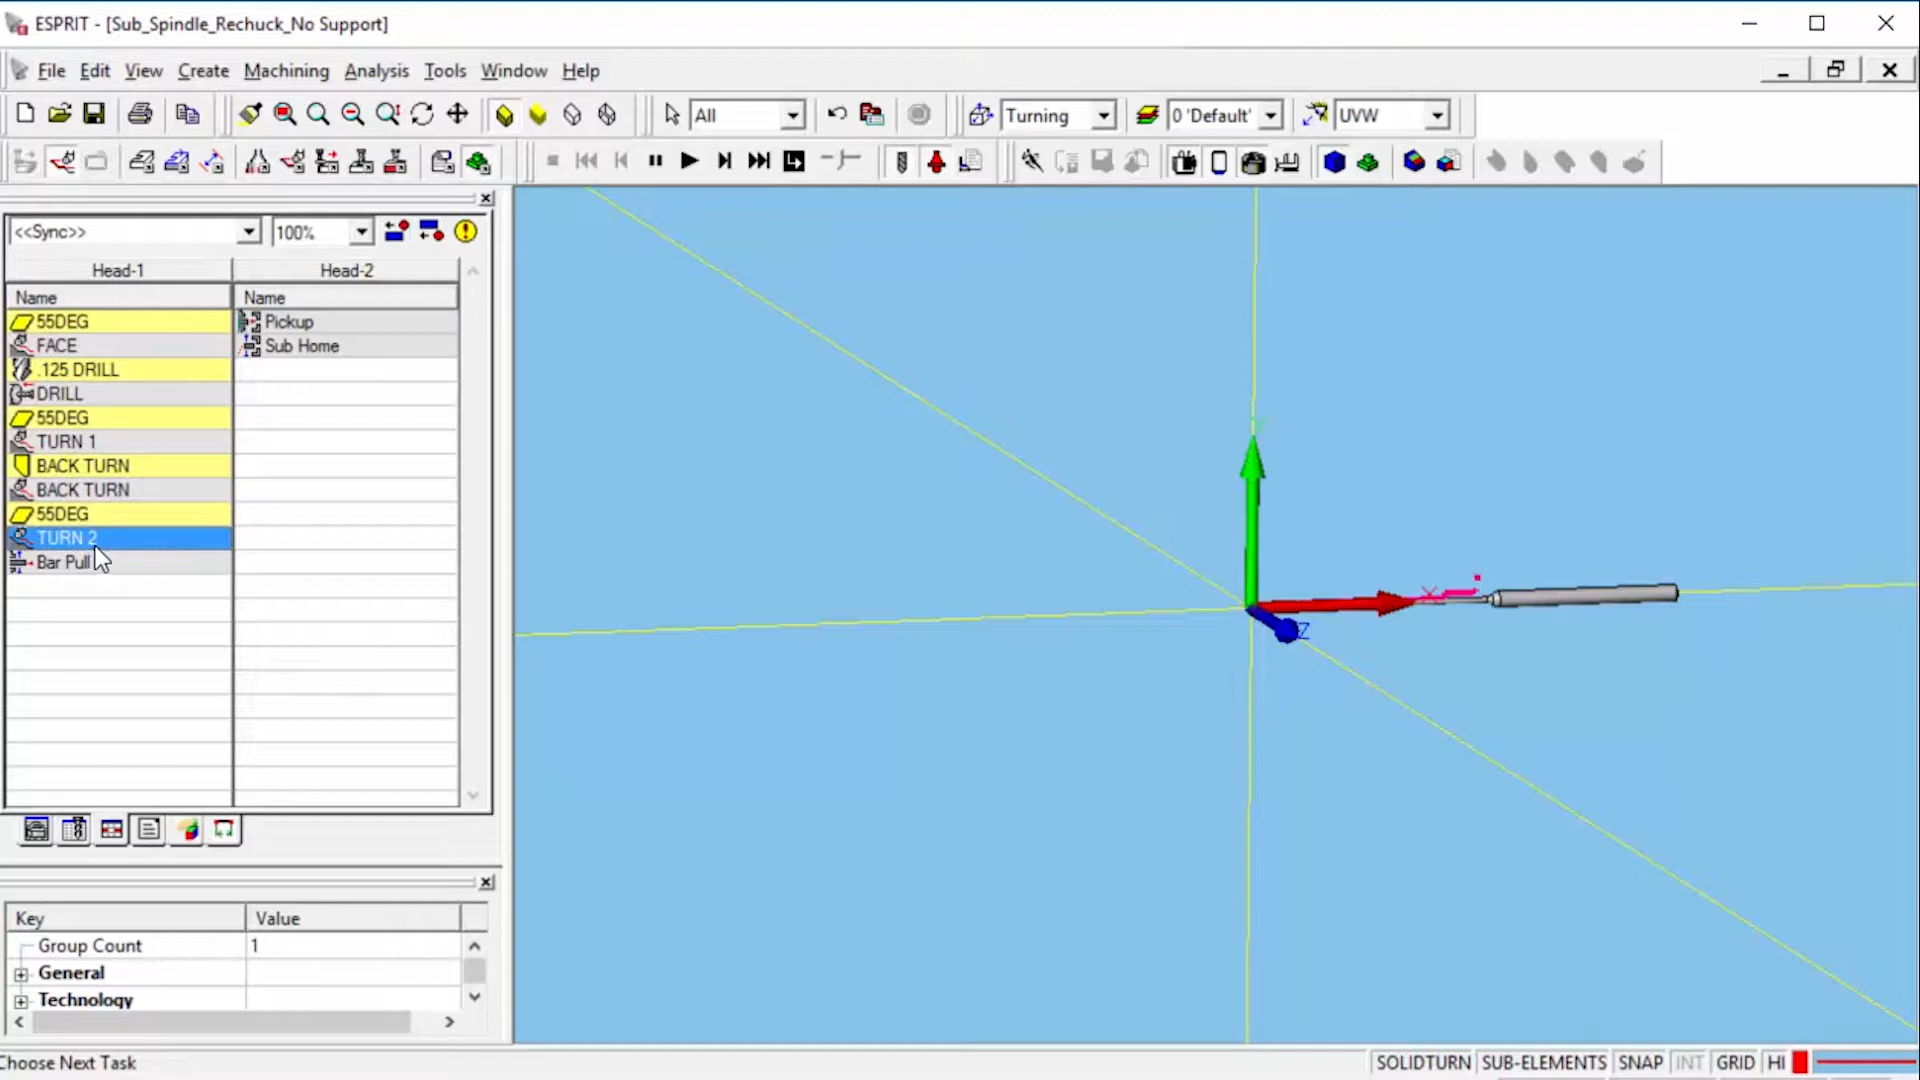 ESPRIT - [Sub_Spindle_Rechuck_No Support]
File Edit View Create Machining Analysis Tools Window Help
All Turning 0 'Default' UVW
<<Sync>> 100%
Head-1 Head-2
Name Name
55DEG Pickup
FACE Sub Home
.125 DRILL
DRILL
55DEG
TURN 1
BACK TURN
BACK TURN
55DEG
TURN 2
Bar Pull
Y
X
Z
Key Value
Group Count 1
General
Technology
Choose Next Task SOLIDTURN SUB-ELEMENTS SNAP INT GRID HI